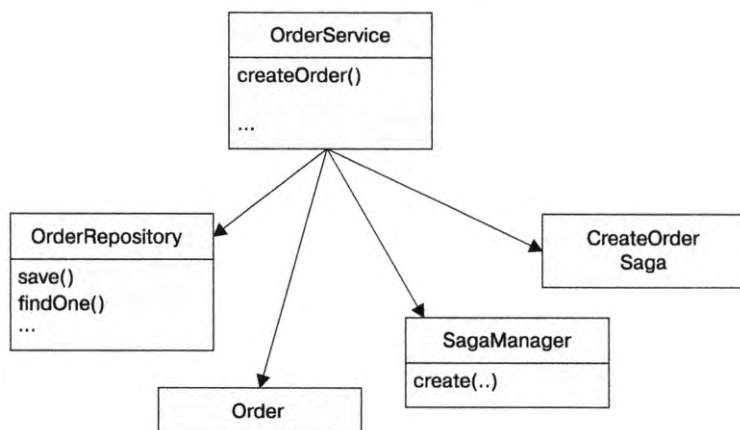 OrderService
createOrder()
...
OrderRepository
save()
findOne()
...
CreateOrder
Saga
SagaManager
create(..)
Order